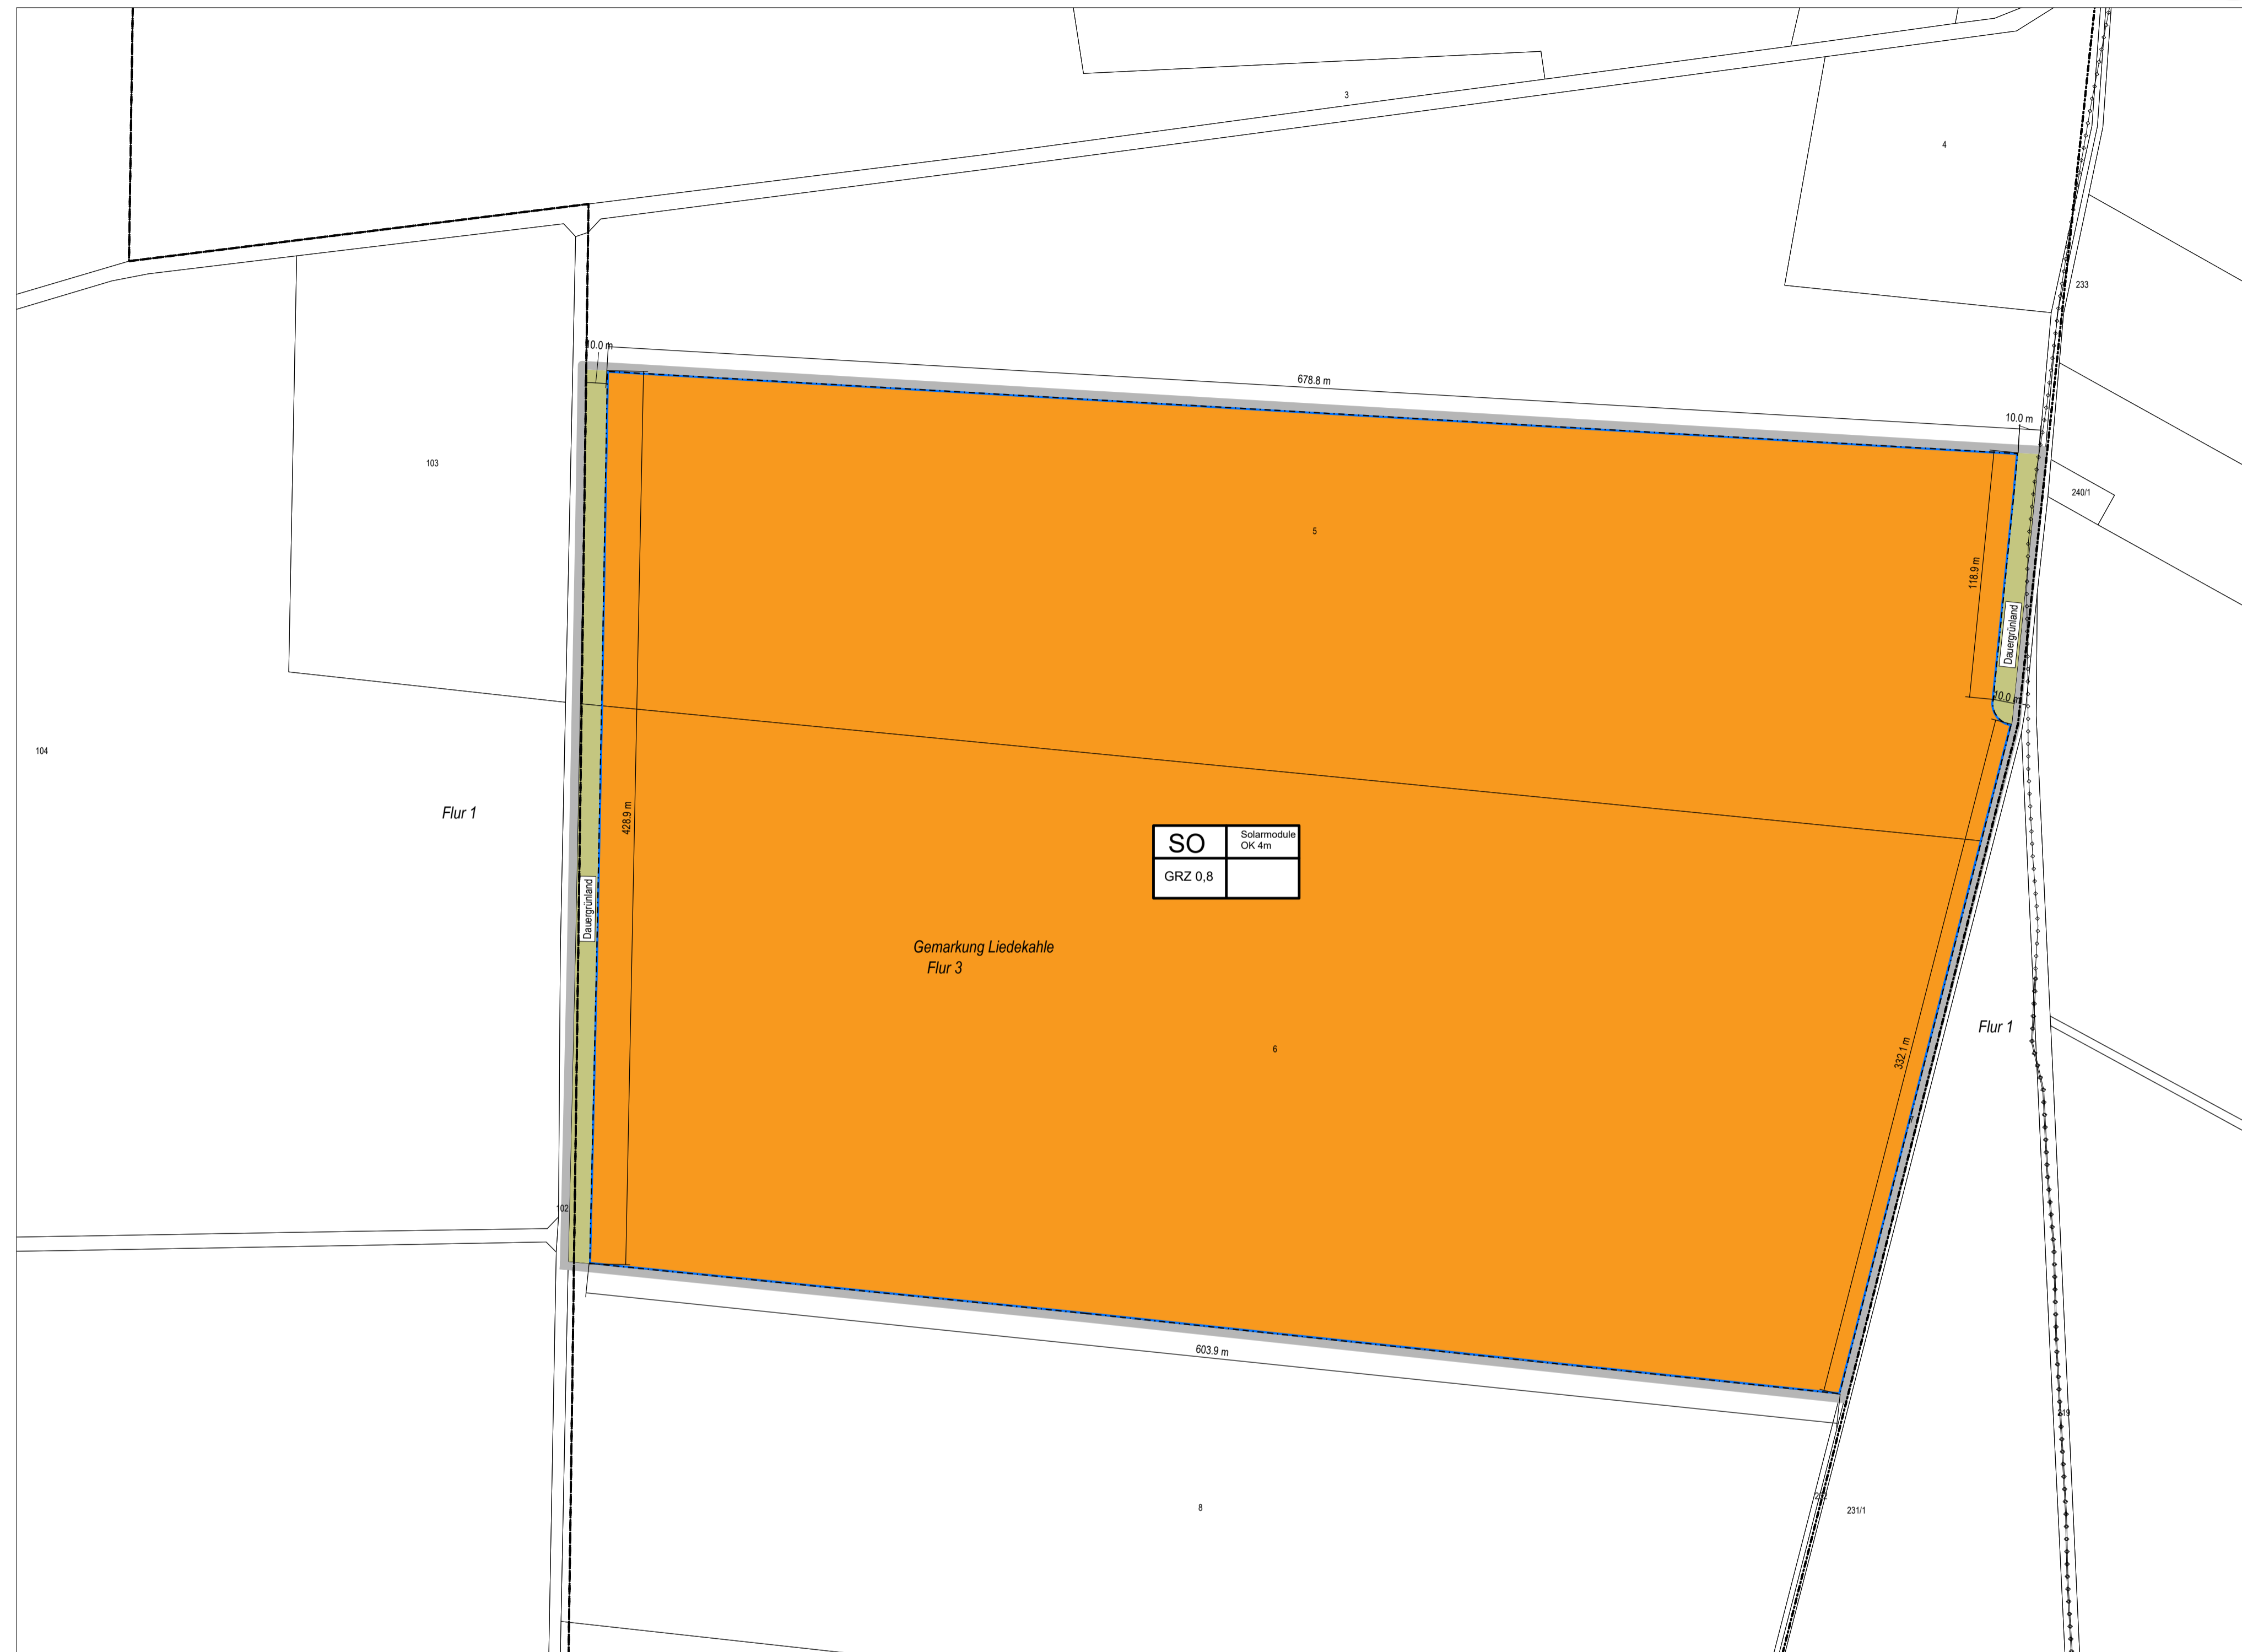 3
4
233
10.0 m
678.8 m
10.0 m
103
240/1
5
118.9 m
Dauergrünland
10.0
104
Flur 1
428.9 m
SO
Solarmodule
OK 4m
GRZ 0,8
Dauergrünland
Gemarkung Liedekahle
Flur 3
Flur 1
6
332.1 m
102
603.9 m
219
8
231/1